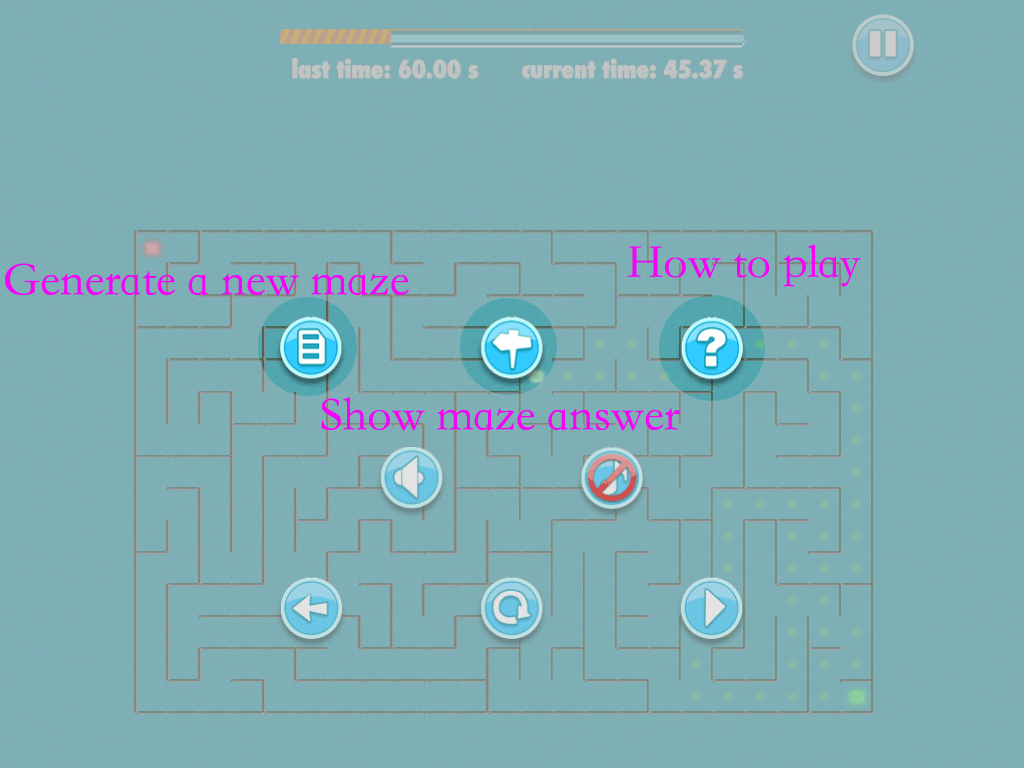 last time: 60.00 s current time: 45.37 s
How to play
Generate a new maze
?
Show maze answer